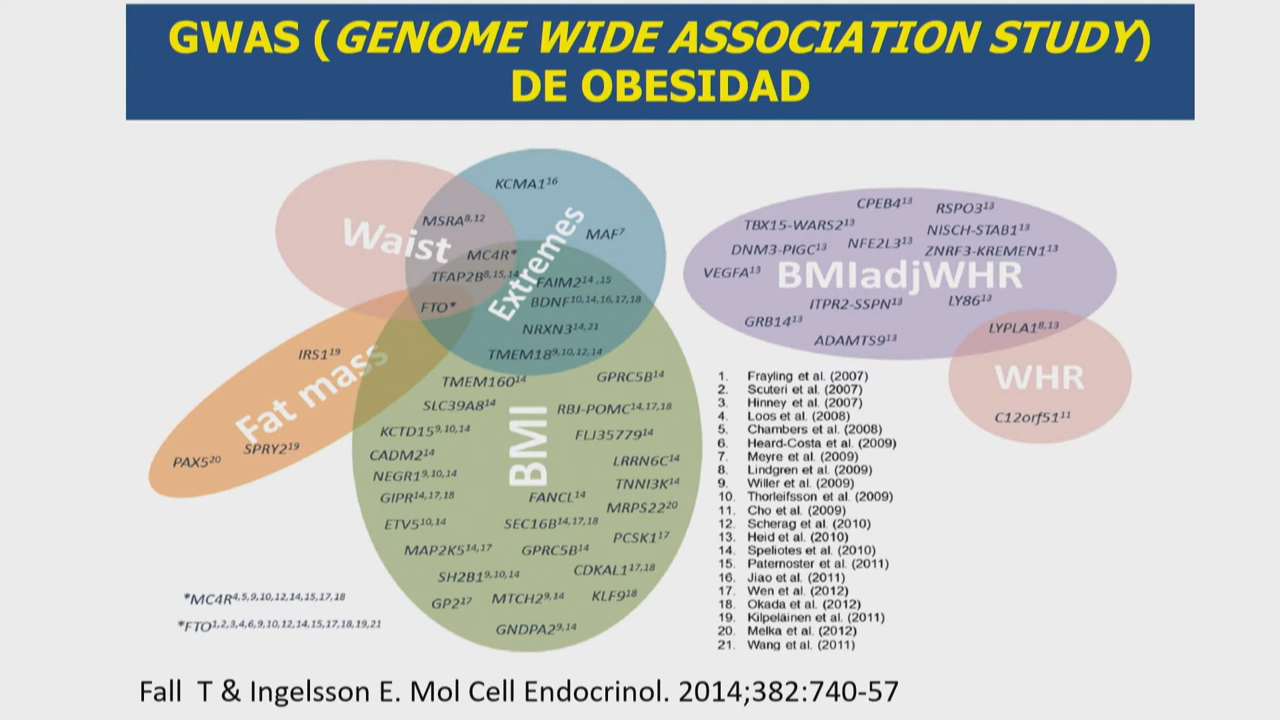 GWAS (GENOME WIDE ASSOCIATION STUDY)
DE OBESIDAD
Waist
Extremes
Fat mass
BMI
BMIadjWHR
WHR
KCMA1¹⁶
MSRA⁸,¹²
MAF⁷
MC4R*
TFAP2B⁸,¹⁵,¹⁴
FAIM2¹⁴,¹⁵
FTO*
BDNF¹⁰,¹⁴,¹⁶,¹⁷,¹⁸
NRXN3¹⁴,²¹
TMEM18⁹,¹⁰,¹²,¹⁴
IRS1¹⁹
SPRY2¹⁹
PAX5²⁰
TMEM160¹⁴
GPRC5B¹⁴
SLC39A8¹⁴
RBJ-POMC¹⁴,¹⁷,¹⁸
KCTD15⁹,¹⁰,¹⁴
FLJ35779¹⁴
CADM2¹⁴
LRRN6C¹⁴
NEGR1⁹,¹⁰,¹⁴
TNNI3K¹⁴
GIPR¹⁴,¹⁷,¹⁸
FANCL¹⁴
MRPS22²⁰
ETV5¹⁰,¹⁴
SEC16B¹⁴,¹⁷,¹⁸
PCSK1¹⁷
MAP2K5¹⁴,¹⁷
GPRC5B¹⁴
SH2B1⁹,¹⁰,¹⁴
CDKAL1¹⁷,¹⁸
GP2¹⁷
MTCH2⁹,¹⁴
KLF9¹⁸
GNDPA2⁹,¹⁴
CPEB4¹³
RSPO3¹³
TBX15-WARS2¹³
NISCH-STAB1¹³
DNM3-PIGC¹³
NFE2L3¹³
ZNRF3-KREMEN1¹³
VEGFA¹³
ITPR2-SSPN¹³
LY86¹³
GRB14¹³
LYPLA1⁸,¹³
ADAMTS9¹³
C12orf51¹¹
1. Frayling et al. (2007)
2. Scuteri et al. (2007)
3. Hinney et al. (2007)
4. Loos et al. (2008)
5. Chambers et al. (2008)
6. Heard-Costa et al. (2009)
7. Meyre et al. (2009)
8. Lindgren et al. (2009)
9. Willer et al. (2009)
10. Thorleifsson et al. (2009)
11. Cho et al. (2009)
12. Scherag et al. (2010)
13. Heid et al. (2010)
14. Speliotes et al. (2010)
15. Paternoster et al. (2011)
16. Jiao et al. (2011)
17. Wen et al. (2012)
18. Okada et al. (2012)
19. Kilpeläinen et al. (2011)
20. Melka et al. (2012)
21. Wang et al. (2011)
*MC4R⁴,⁵,⁹,¹⁰,¹²,¹⁴,¹⁵,¹⁷,¹⁸
*FTO¹,²,³,⁴,⁶,⁹,¹⁰,¹²,¹⁴,¹⁵,¹⁷,¹⁸,¹⁹,²¹
Fall T & Ingelsson E. Mol Cell Endocrinol. 2014;382:740-57